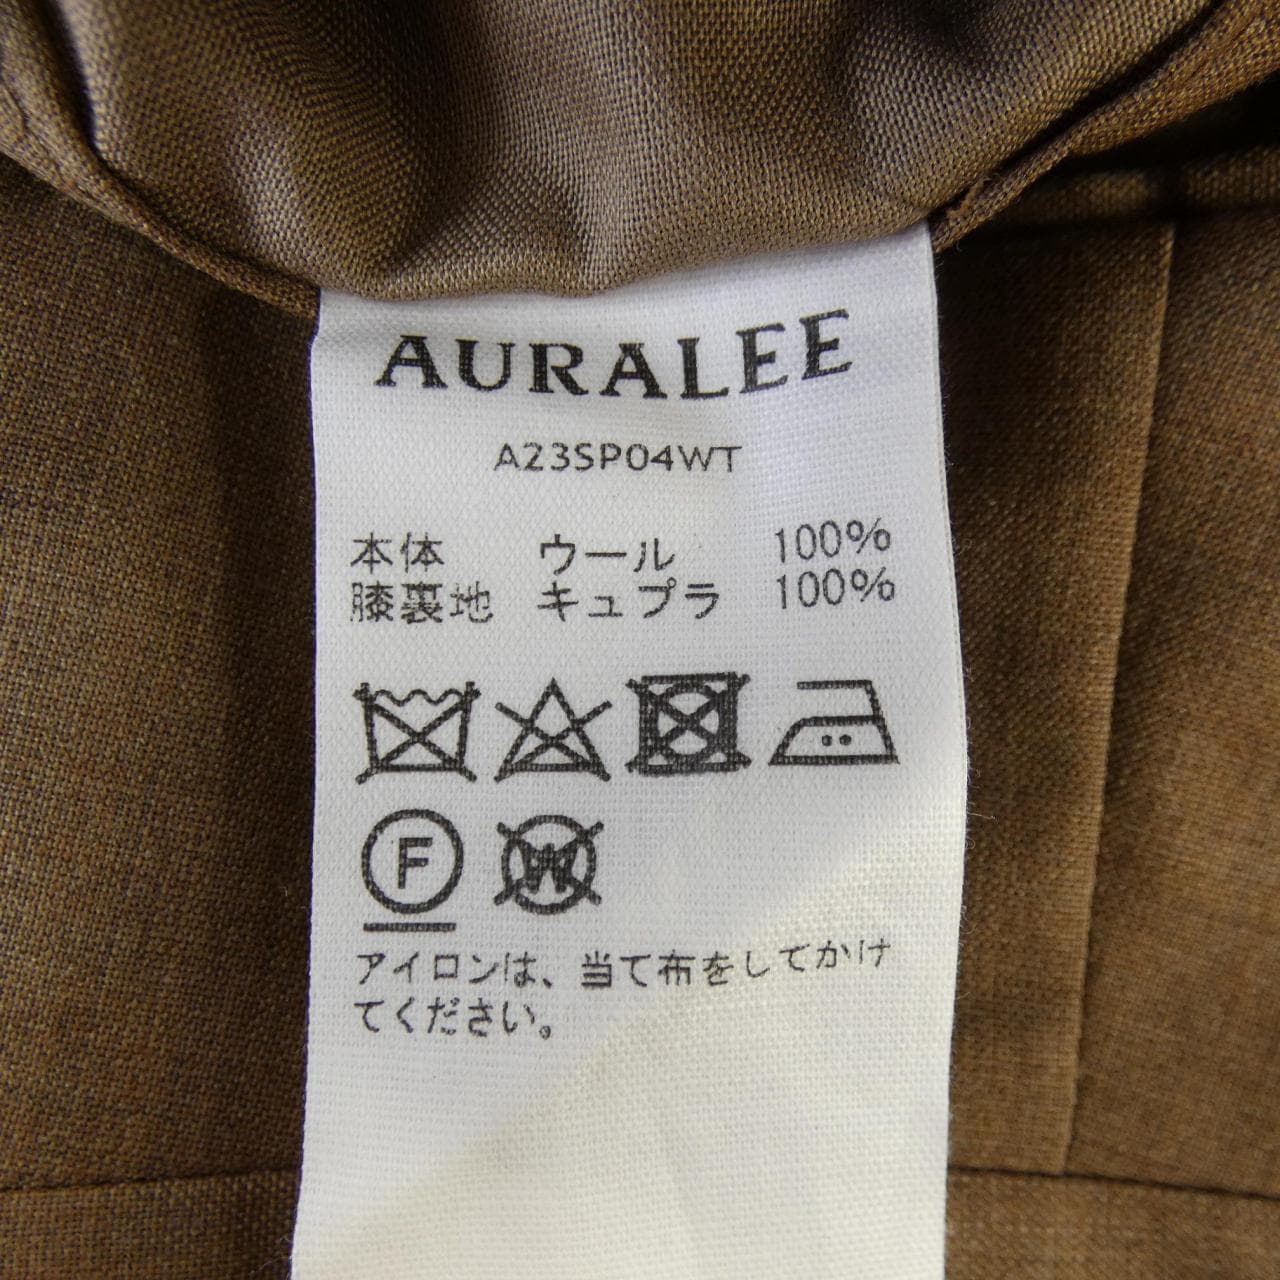 AURALEE
A23SP04WT
本体 ウール 100%
膝裏地 キュプラ 100%
F W
アイロンは、当て布をしてかけ
てください。